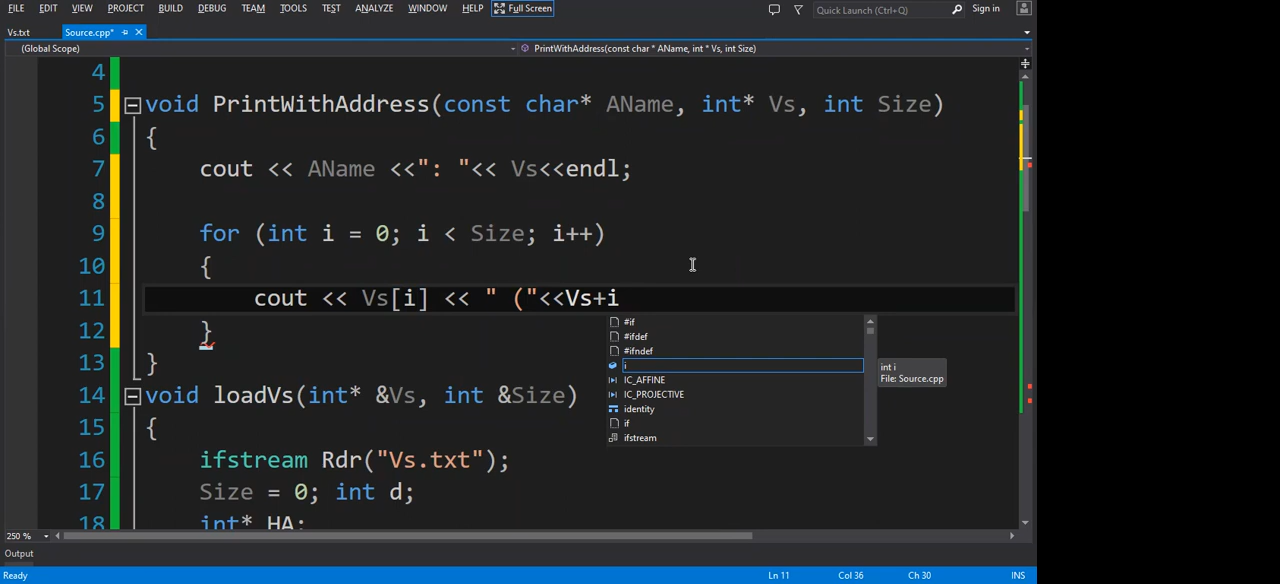 FILE EDIT VIEW PROJECT BUILD DEBUG TEAM TOOLS TEST ANALYZE WINDOW HELP Full Screen Quick Launch (Ctrl+Q) Sign in
Vs.txt Source.cpp*
(Global Scope) PrintWithAddress(const char * AName, int * Vs, int Size)
4
5 void PrintWithAddress(const char* AName, int* Vs, int Size)
6 {
7 cout << AName <<": "<< Vs<<endl;
8
9 for (int i = 0; i < Size; i++)
10 {
11 cout << Vs[i] << " ("<<Vs+i
12 }
#if
#ifdef
#ifndef
i
IC_AFFINE
IC_PROJECTIVE
identity
if
ifstream
int i
File: Source.cpp
13 }
14 void loadVs(int* &Vs, int &Size)
15 {
16 ifstream Rdr("Vs.txt");
17 Size = 0; int d;
18 int* HA;
250 %
Output
Ready Ln 11 Col 36 Ch 30 INS